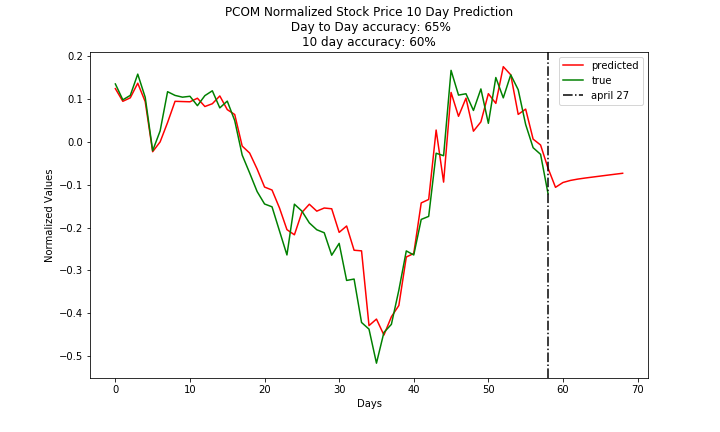 PCOM Normalized Stock Price 10 Day Prediction
Day to Day accuracy: 65%
10 day accuracy: 60%
predicted
true
april 27
Normalized Values
0.2
0.1
0.0
−0.1
−0.2
−0.3
−0.4
−0.5
0
10
20
30
40
50
60
70
Days